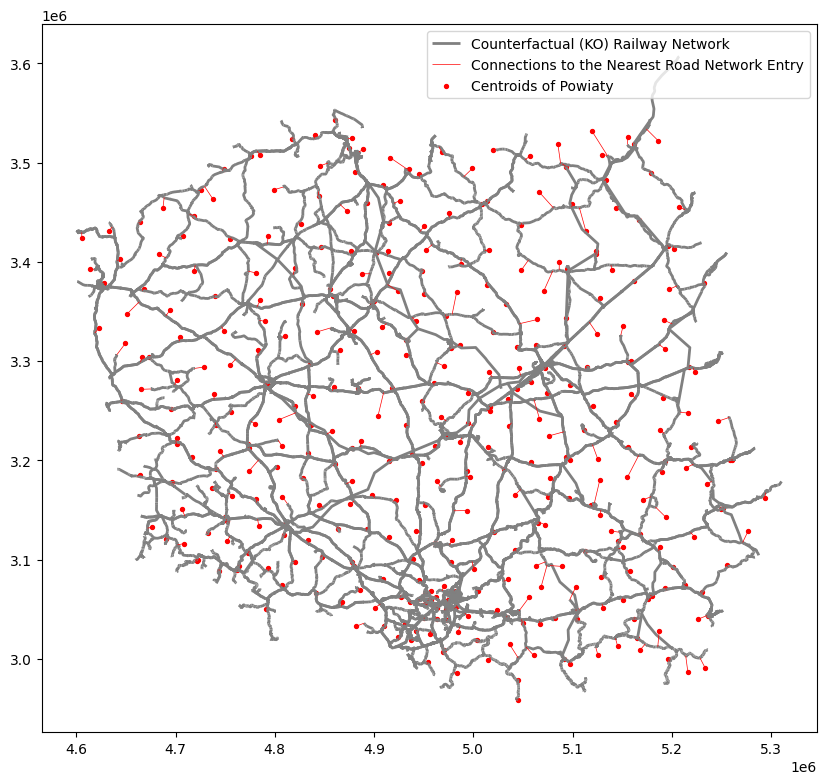 1e6
Counterfactual (KO) Railway Network
Connections to the Nearest Road Network Entry
Centroids of Powiaty
3.6
3.5
3.4
3.3
3.2
3.1
3.0
4.6 4.7 4.8 4.9 5.0 5.1 5.2 5.3
1e6